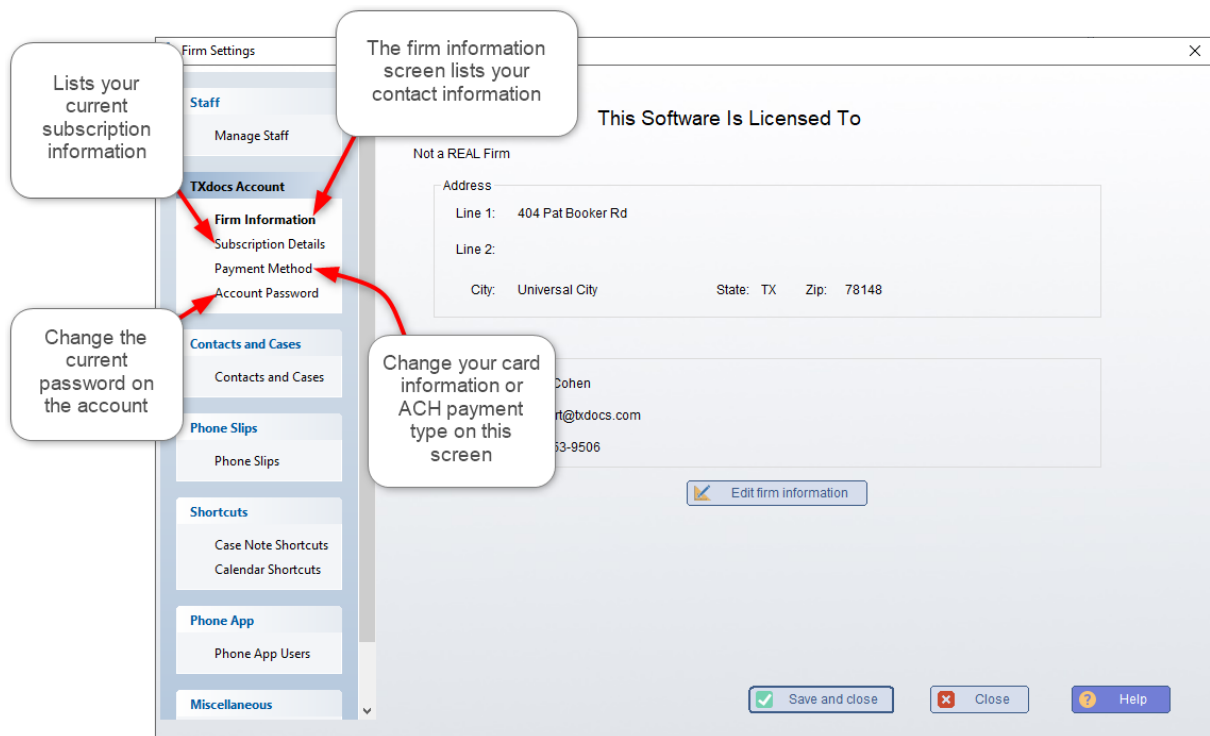 Firm Settings
Lists your
current
subscription
information
The firm information
screen lists your
contact information
Change the
current
password on
the account
Change your card
information or
ACH payment
type on this
screen
Staff
Manage Staff
TXdocs Account
Firm Information
Subscription Details
Payment Method
Account Password
Contacts and Cases
Contacts and Cases
Phone Slips
Phone Slips
Shortcuts
Case Note Shortcuts
Calendar Shortcuts
Phone App
Phone App Users
Miscellaneous
This Software Is Licensed To
Not a REAL Firm
Address
Line 1: 404 Pat Booker Rd
Line 2:
City: Universal City State: TX Zip: 78148
Cohen
rt@txdocs.com
53-9506
Edit firm information
Save and close Close Help